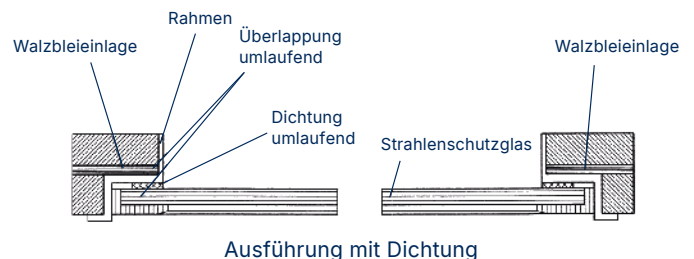 Rahmen
Walzbleieinlage
Überlappung
umlaufend
Walzbleieinlage
Dichtung
umlaufend
Strahlenschutzglas
Ausführung mit Dichtung